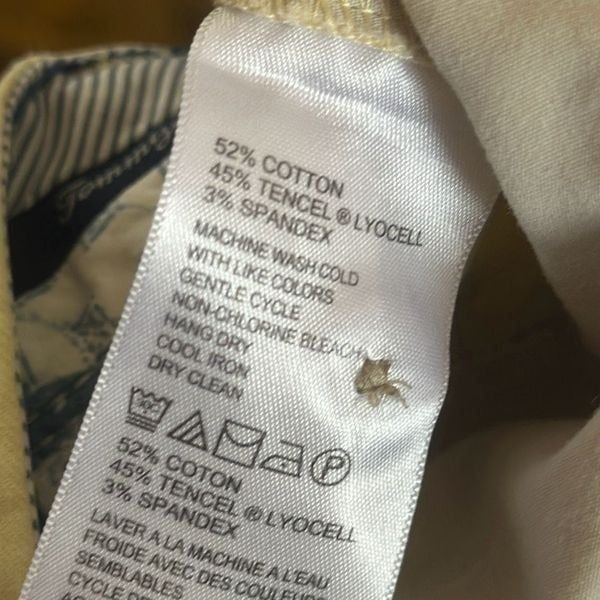 Tommy
52% COTTON
45% TENCEL ® LYOCELL
3% SPANDEX
MACHINE WASH COLD
WITH LIKE COLORS
GENTLE CYCLE
NON-CHLORINE BLEACH
HANG DRY
COOL IRON
DRY CLEAN
P
52% COTON
45% TENCEL ® LYOCELL
3% SPANDEX
LAVER A LA MACHINE A L'EAU
FROIDE AVEC DES COULEURS
SEMBLABLES
CYCLE